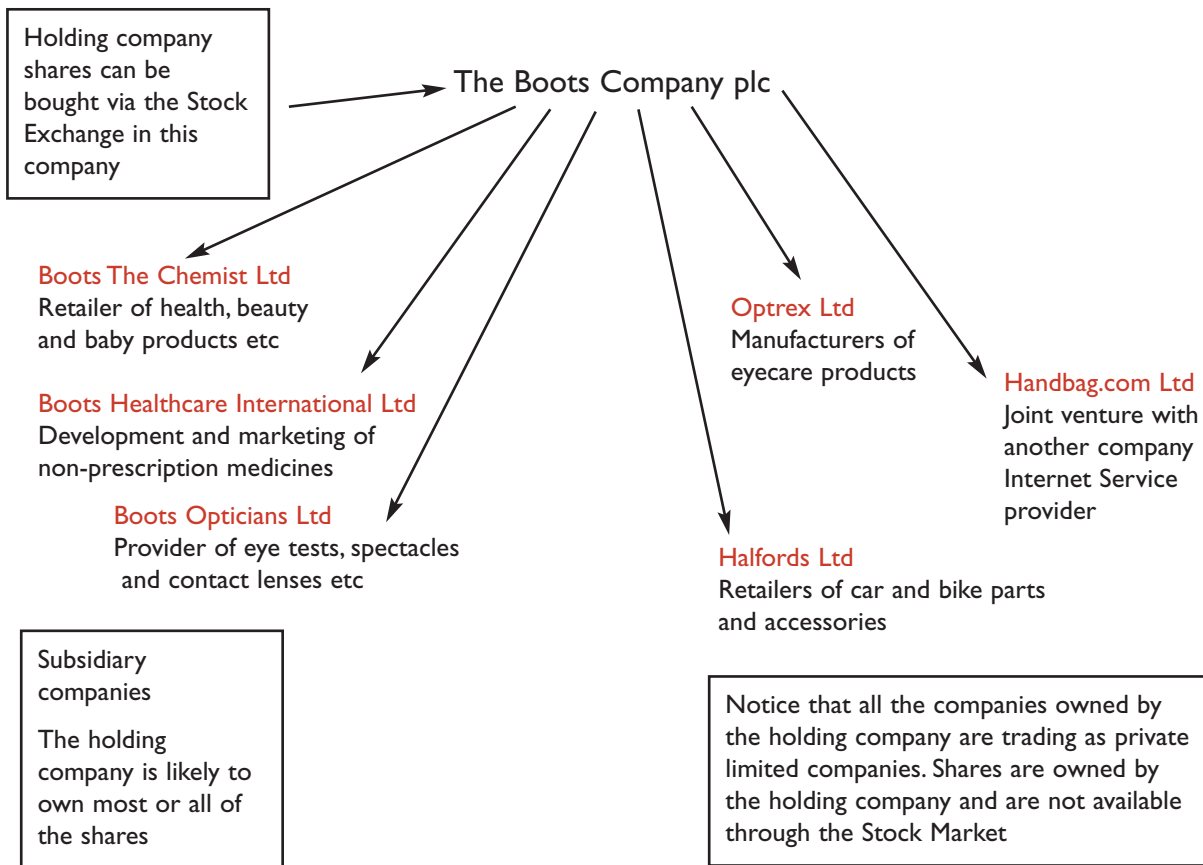 Holding company
shares can be
bought via the Stock
Exchange in this
company
The Boots Company plc
Boots The Chemist Ltd
Retailer of health, beauty
and baby products etc
Boots Healthcare International Ltd
Development and marketing of
non-prescription medicines
Boots Opticians Ltd
Provider of eye tests, spectacles
and contact lenses etc
Optrex Ltd
Manufacturers of
eyecare products
Handbag.com Ltd
Joint venture with
another company
Internet Service
provider
Halfords Ltd
Retailers of car and bike parts
and accessories
Subsidiary
companies
The holding
company is likely to
own most or all of
the shares
Notice that all the companies owned by
the holding company are trading as private
limited companies. Shares are owned by
the holding company and are not available
through the Stock Market